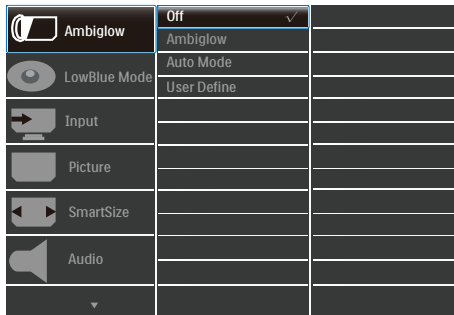 Ambiglow
LowBlue Mode
Input
Picture
SmartSize
Audio
Off
Ambiglow
Auto Mode
User Define